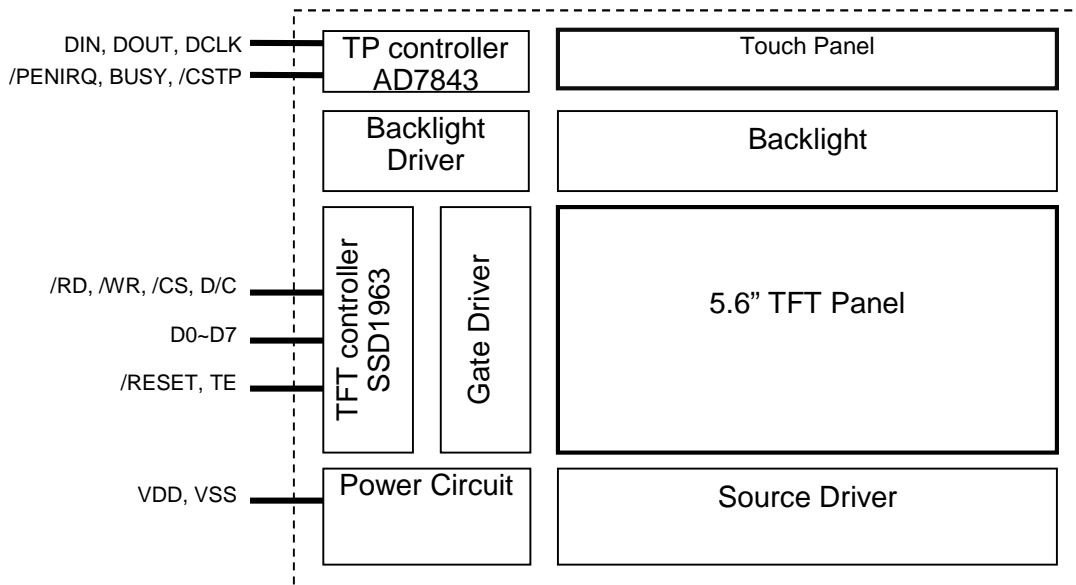 DIN, DOUT, DCLK
/PENIRQ, BUSY, /CSTP
TP controller
AD7843
Touch Panel
Backlight
Driver
Backlight
/RD, /WR, /CS, D/C
D0~D7
/RESET, TE
TFT controller
SSD1963
Gate Driver
5.6” TFT Panel
VDD, VSS
Power Circuit
Source Driver